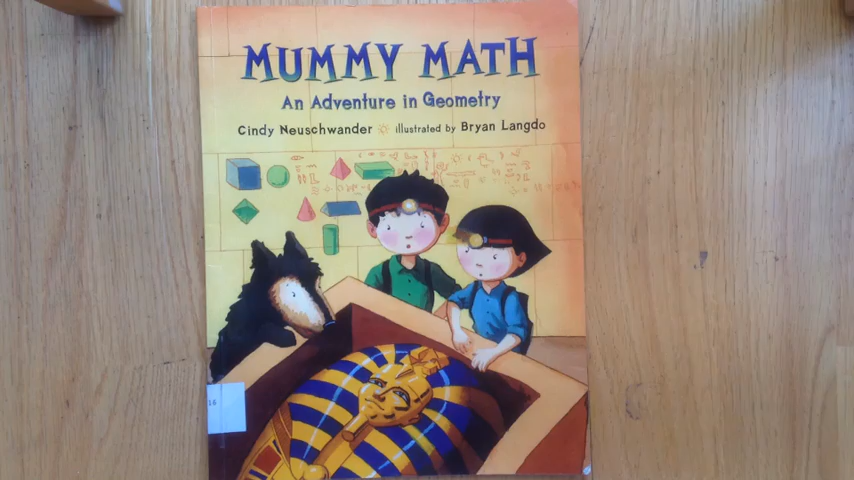 MUMMY MATH
An Adventure in Geometry
Cindy Neuschwander illustrated by Bryan Langdo